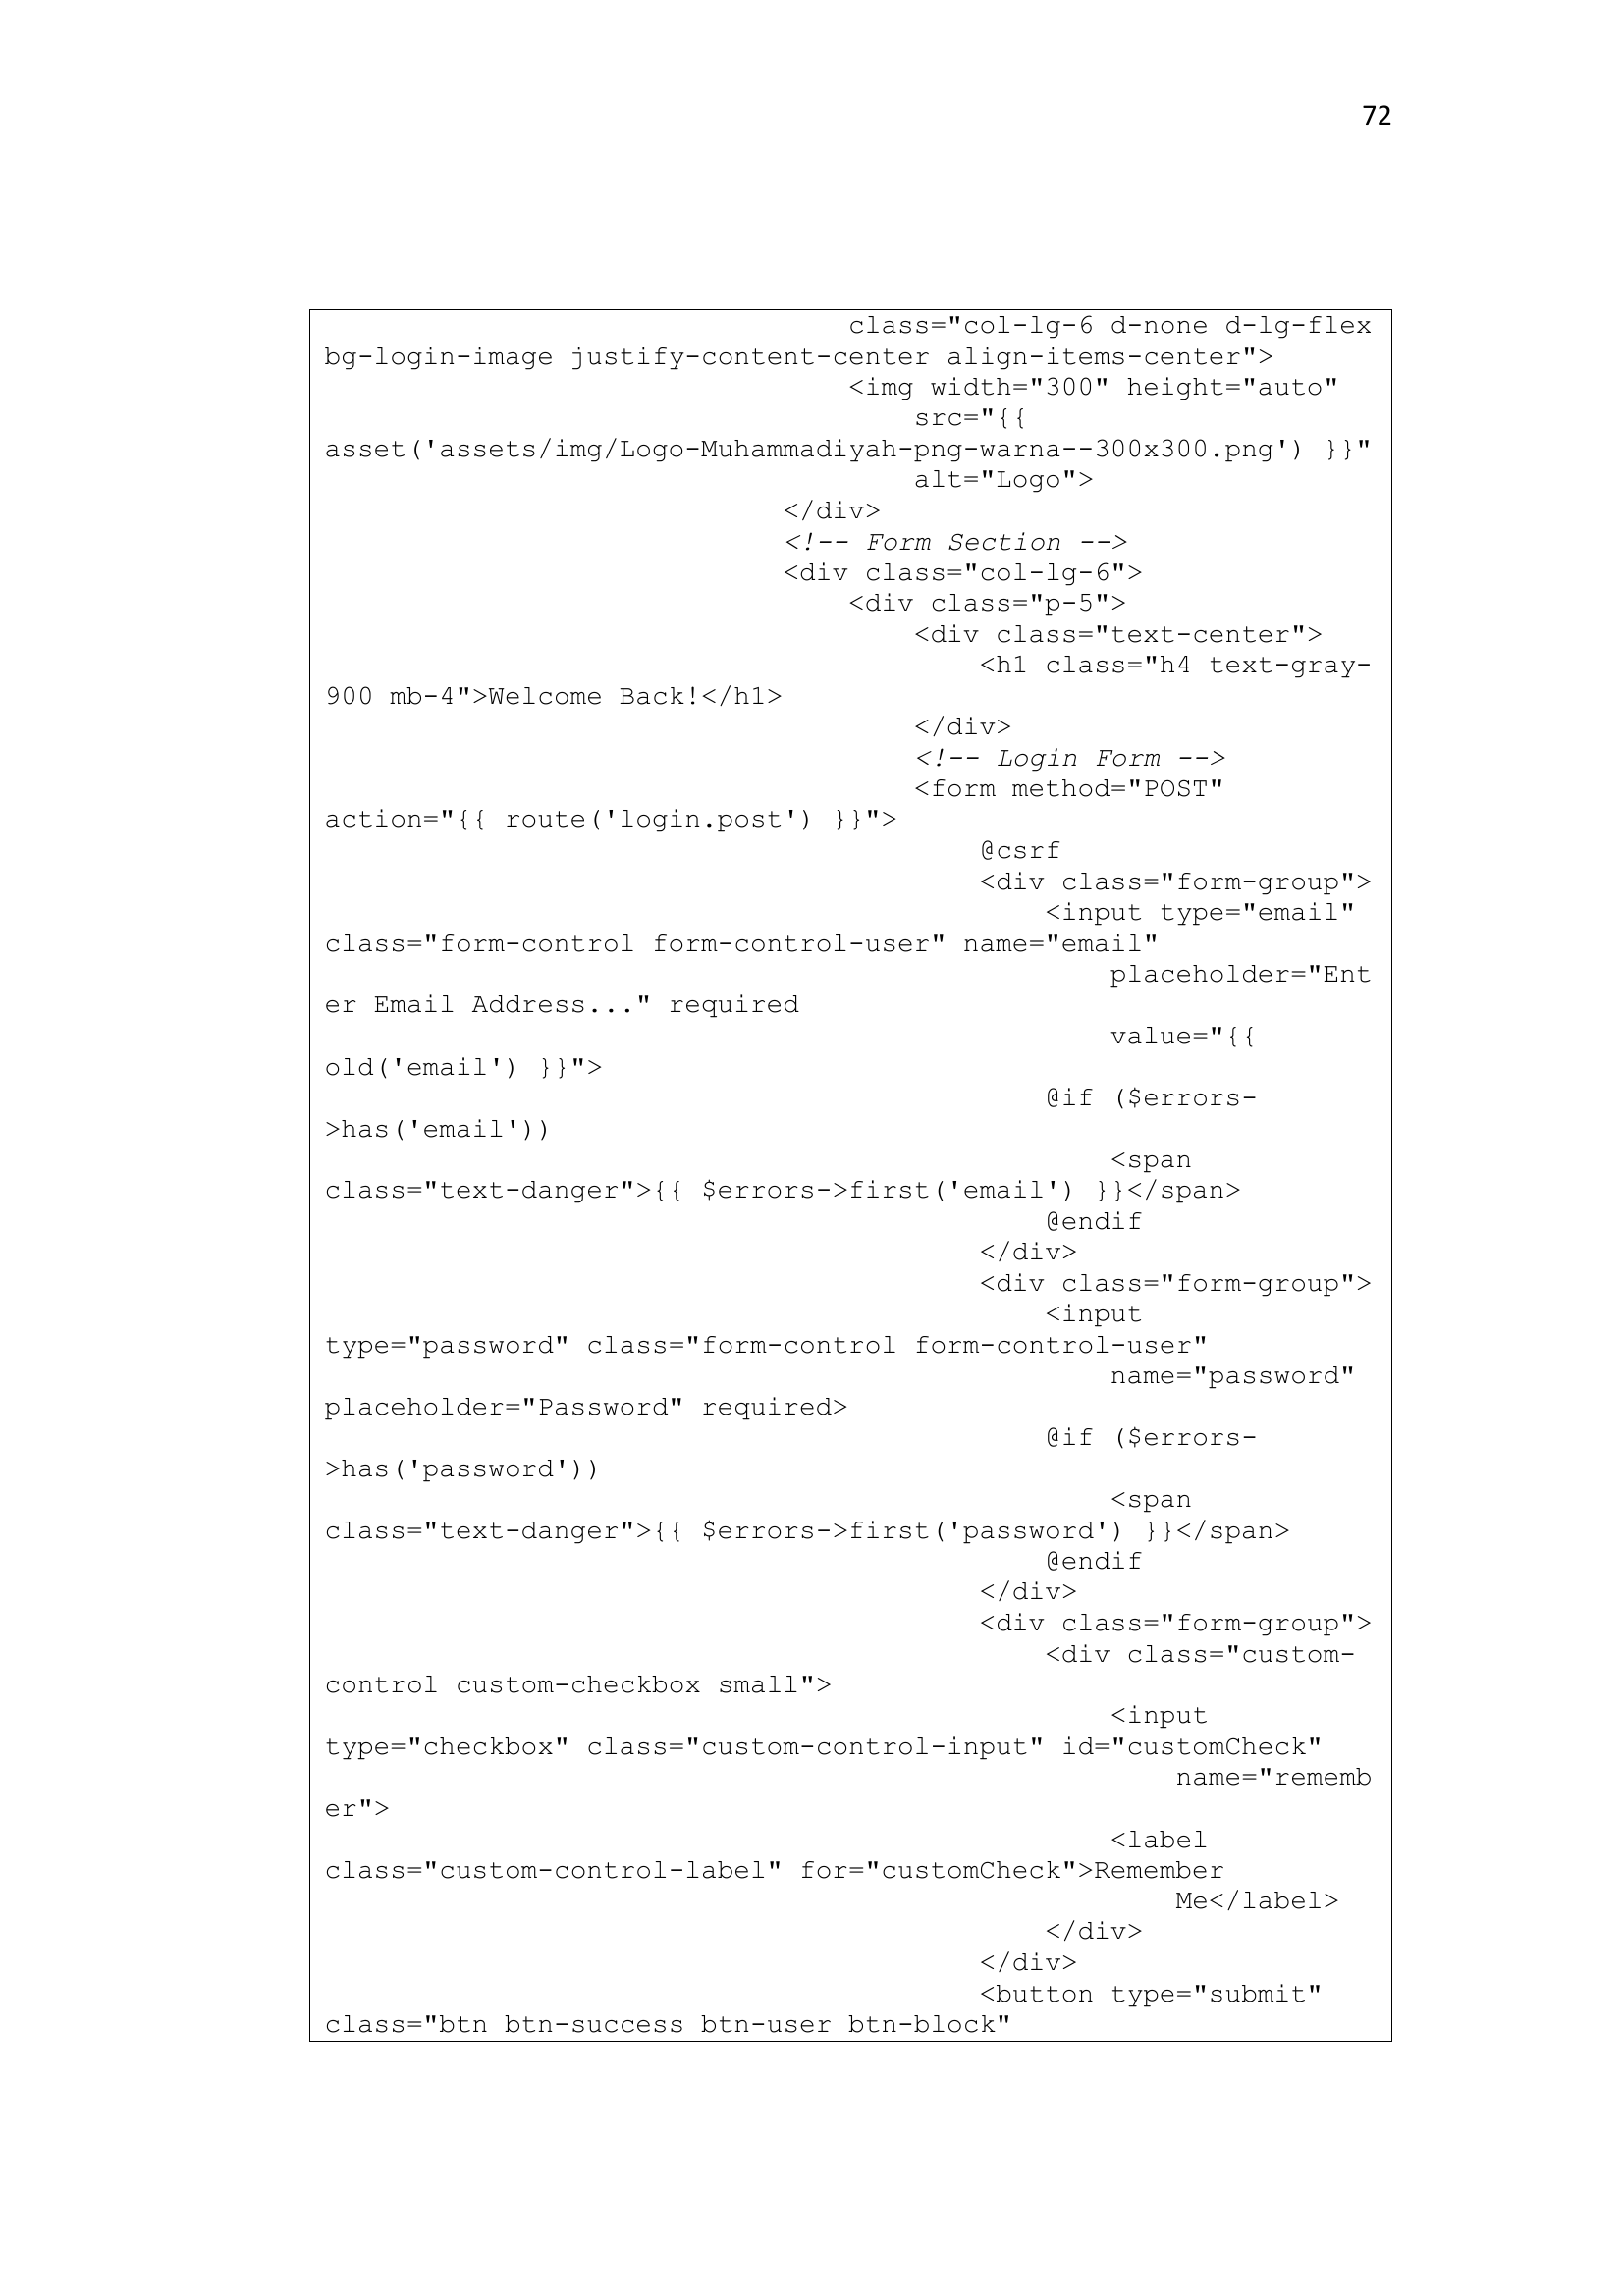 72
class="col-lg-6 d-none d-lg-flex
bg-login-image justify-content-center align-items-center">
<img width="300" height="auto"
src="{{
asset('assets/img/Logo-Muhammadiyah-png-warna--300x300.png') }}"
alt="Logo">
</div>
<!-- Form Section -->
<div class="col-lg-6">
<div class="p-5">
<div class="text-center">
<h1 class="h4 text-gray-
900 mb-4">Welcome Back!</h1>
</div>
<!-- Login Form -->
<form method="POST"
action="{{ route('login.post') }}">
@csrf
<div class="form-group">
<input type="email"
class="form-control form-control-user" name="email"
placeholder="Ent
er Email Address..." required
value="{{
old('email') }}">
@if ($errors-
>has('email'))
<span
class="text-danger">{{ $errors->first('email') }}</span>
@endif
</div>
<div class="form-group">
<input
type="password" class="form-control form-control-user"
name="password"
placeholder="Password" required>
@if ($errors-
>has('password'))
<span
class="text-danger">{{ $errors->first('password') }}</span>
@endif
</div>
<div class="form-group">
<div class="custom-
control custom-checkbox small">
<input
type="checkbox" class="custom-control-input" id="customCheck"
name="rememb
er">
<label
class="custom-control-label" for="customCheck">Remember
Me</label>
</div>
</div>
<button type="submit"
class="btn btn-success btn-user btn-block"